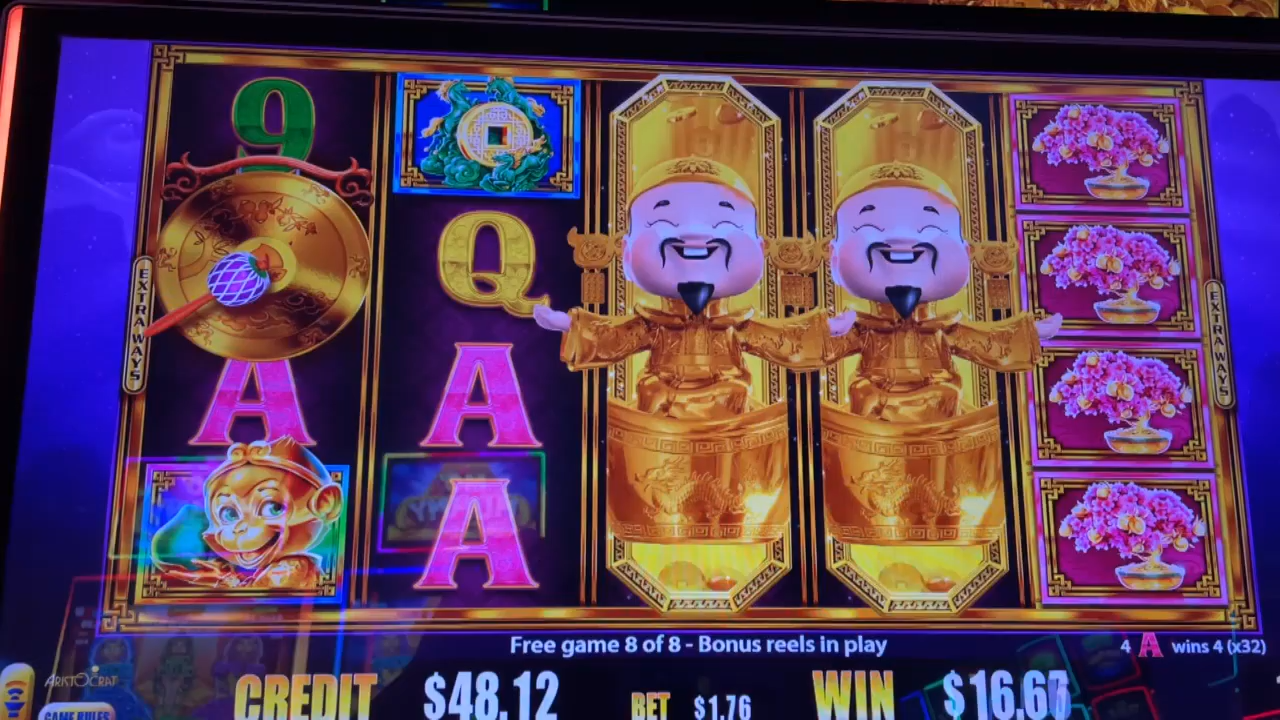 9
Q
EXTRA WAYS
EXTRA WAYS
A
A
A
Free game 8 of 8 - Bonus reels in play
4 A wins 4 (x32)
ARISTOCRAT
CREDIT $48.12 BET $1.76 WIN $16.67
GAME RULES